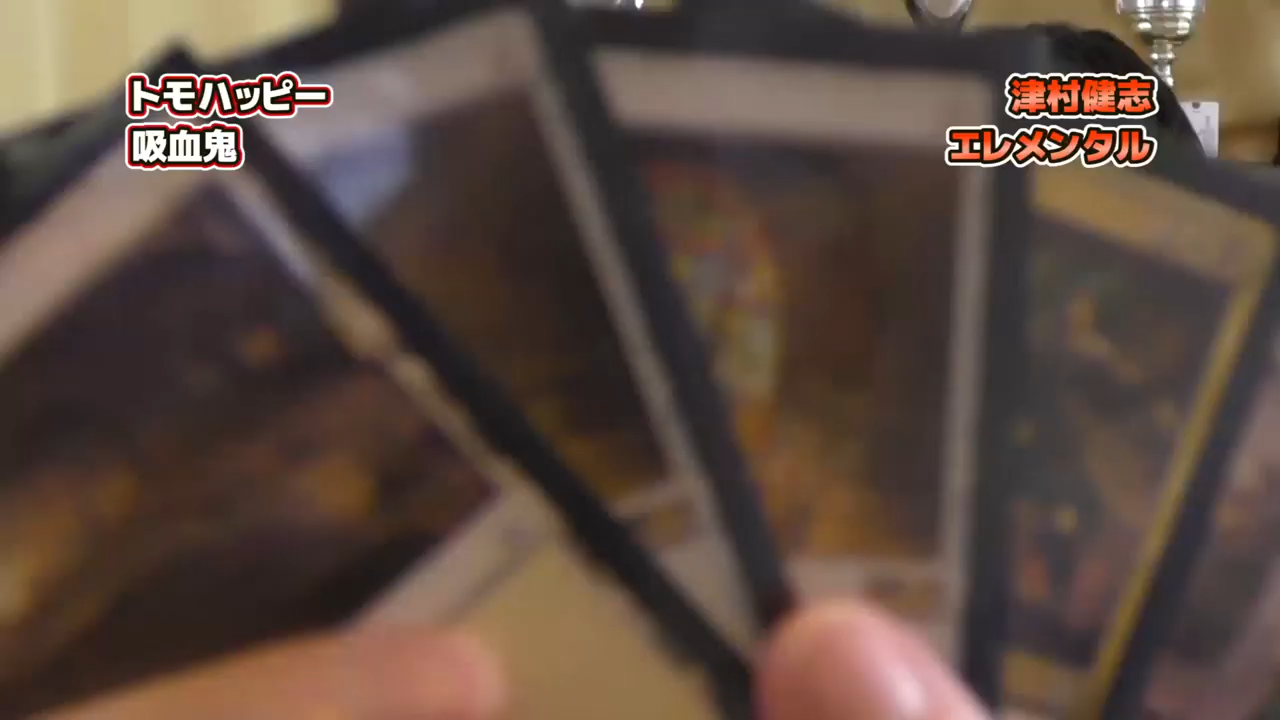 トモハッピー
吸血鬼
津村健志
エレメンタル